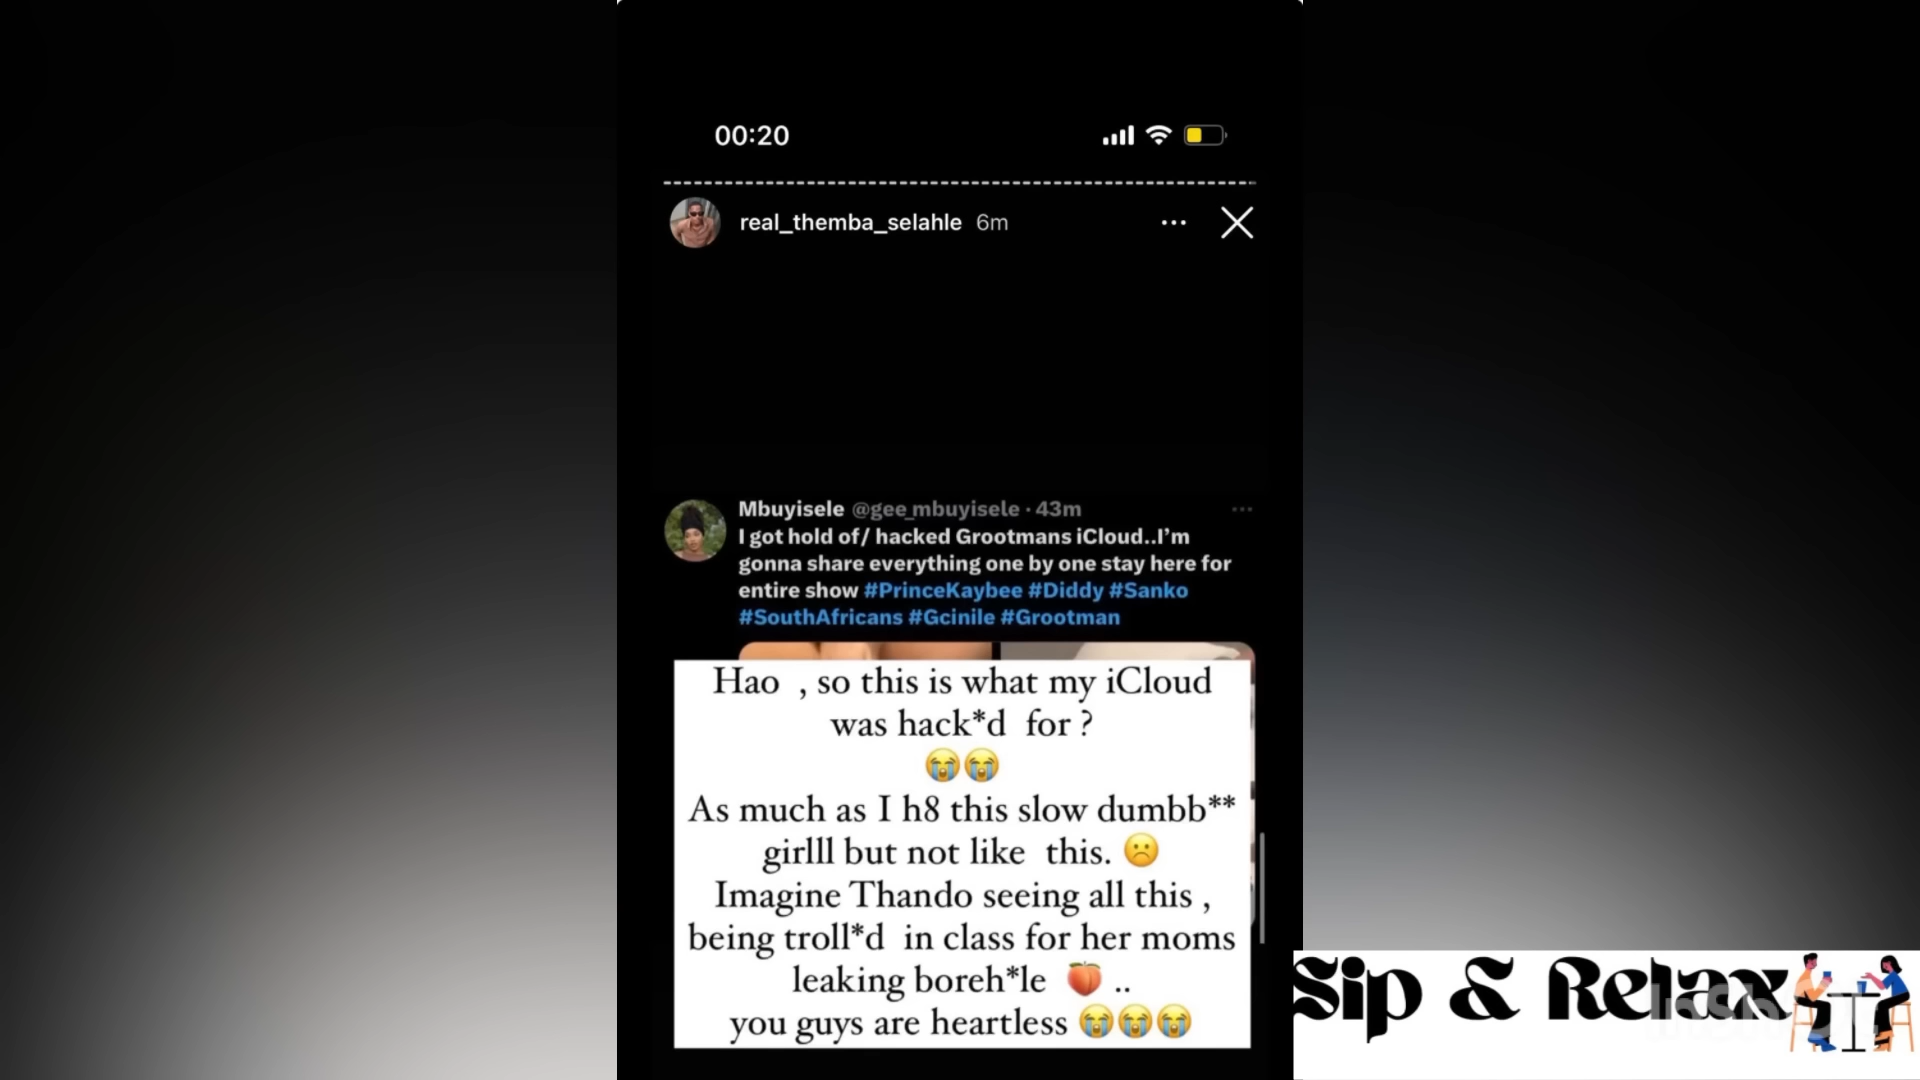 00:20
real_themba_selahle 6m
Mbuyisele @gee_mbuyisele · 43m
I got hold of/ hacked Grootmans iCloud..I'm
gonna share everything one by one stay here for
entire show #PrinceKaybee #Diddy #Sanko
#SouthAfricans #Gcinile #Grootman
Hao , so this is what my iCloud
was hack*d for ?
😭😭
As much as I h8 this slow dumbb**
girlll but not like this. ☹️
Imagine Thando seeing all this ,
being troll*d in class for her moms
leaking boreh*le 🍑 ..
you guys are heartless 😭😭😭
Sip & Relax